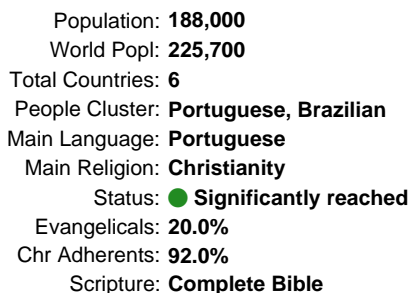 Population: 188,000
World Popl: 225,700
Total Countries: 6
People Cluster: Portuguese, Brazilian
Main Language: Portuguese
Main Religion: Christianity
Status: Significantly reached
Evangelicals: 20.0%
Chr Adherents: 92.0%
Scripture: Complete Bible